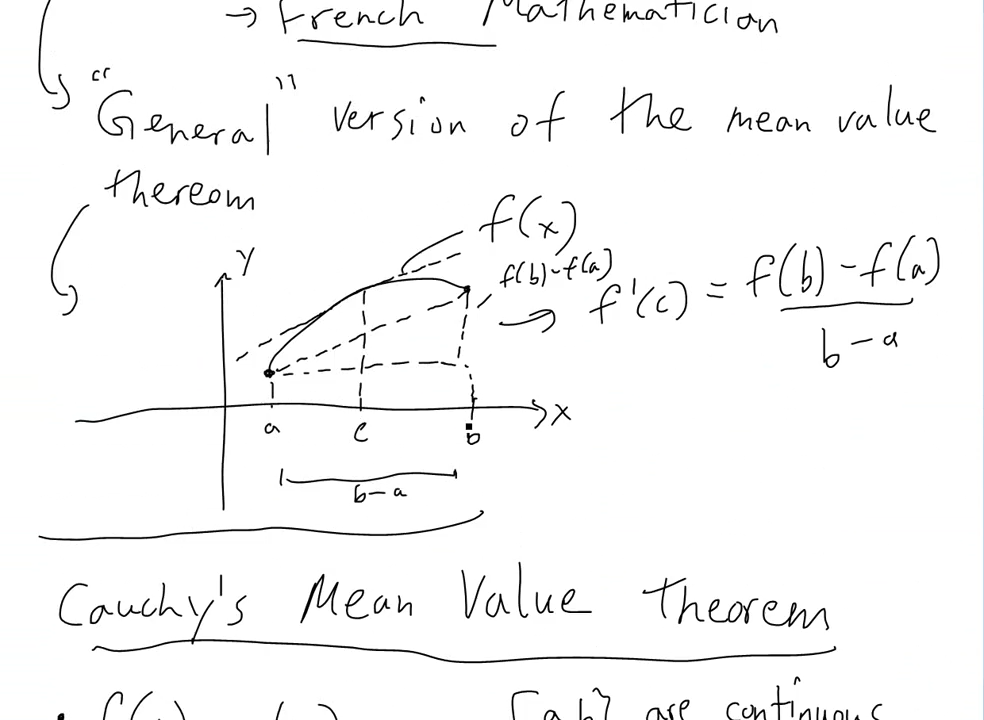 → French Mathematician
"General" version of the mean value
thereom
f(x)
y
f(b)-f(a)
→ f'(c) = f(b)-f(a)
b-a
x
a
c
b
b-a
Cauchy's Mean Value Theorem
are continuous